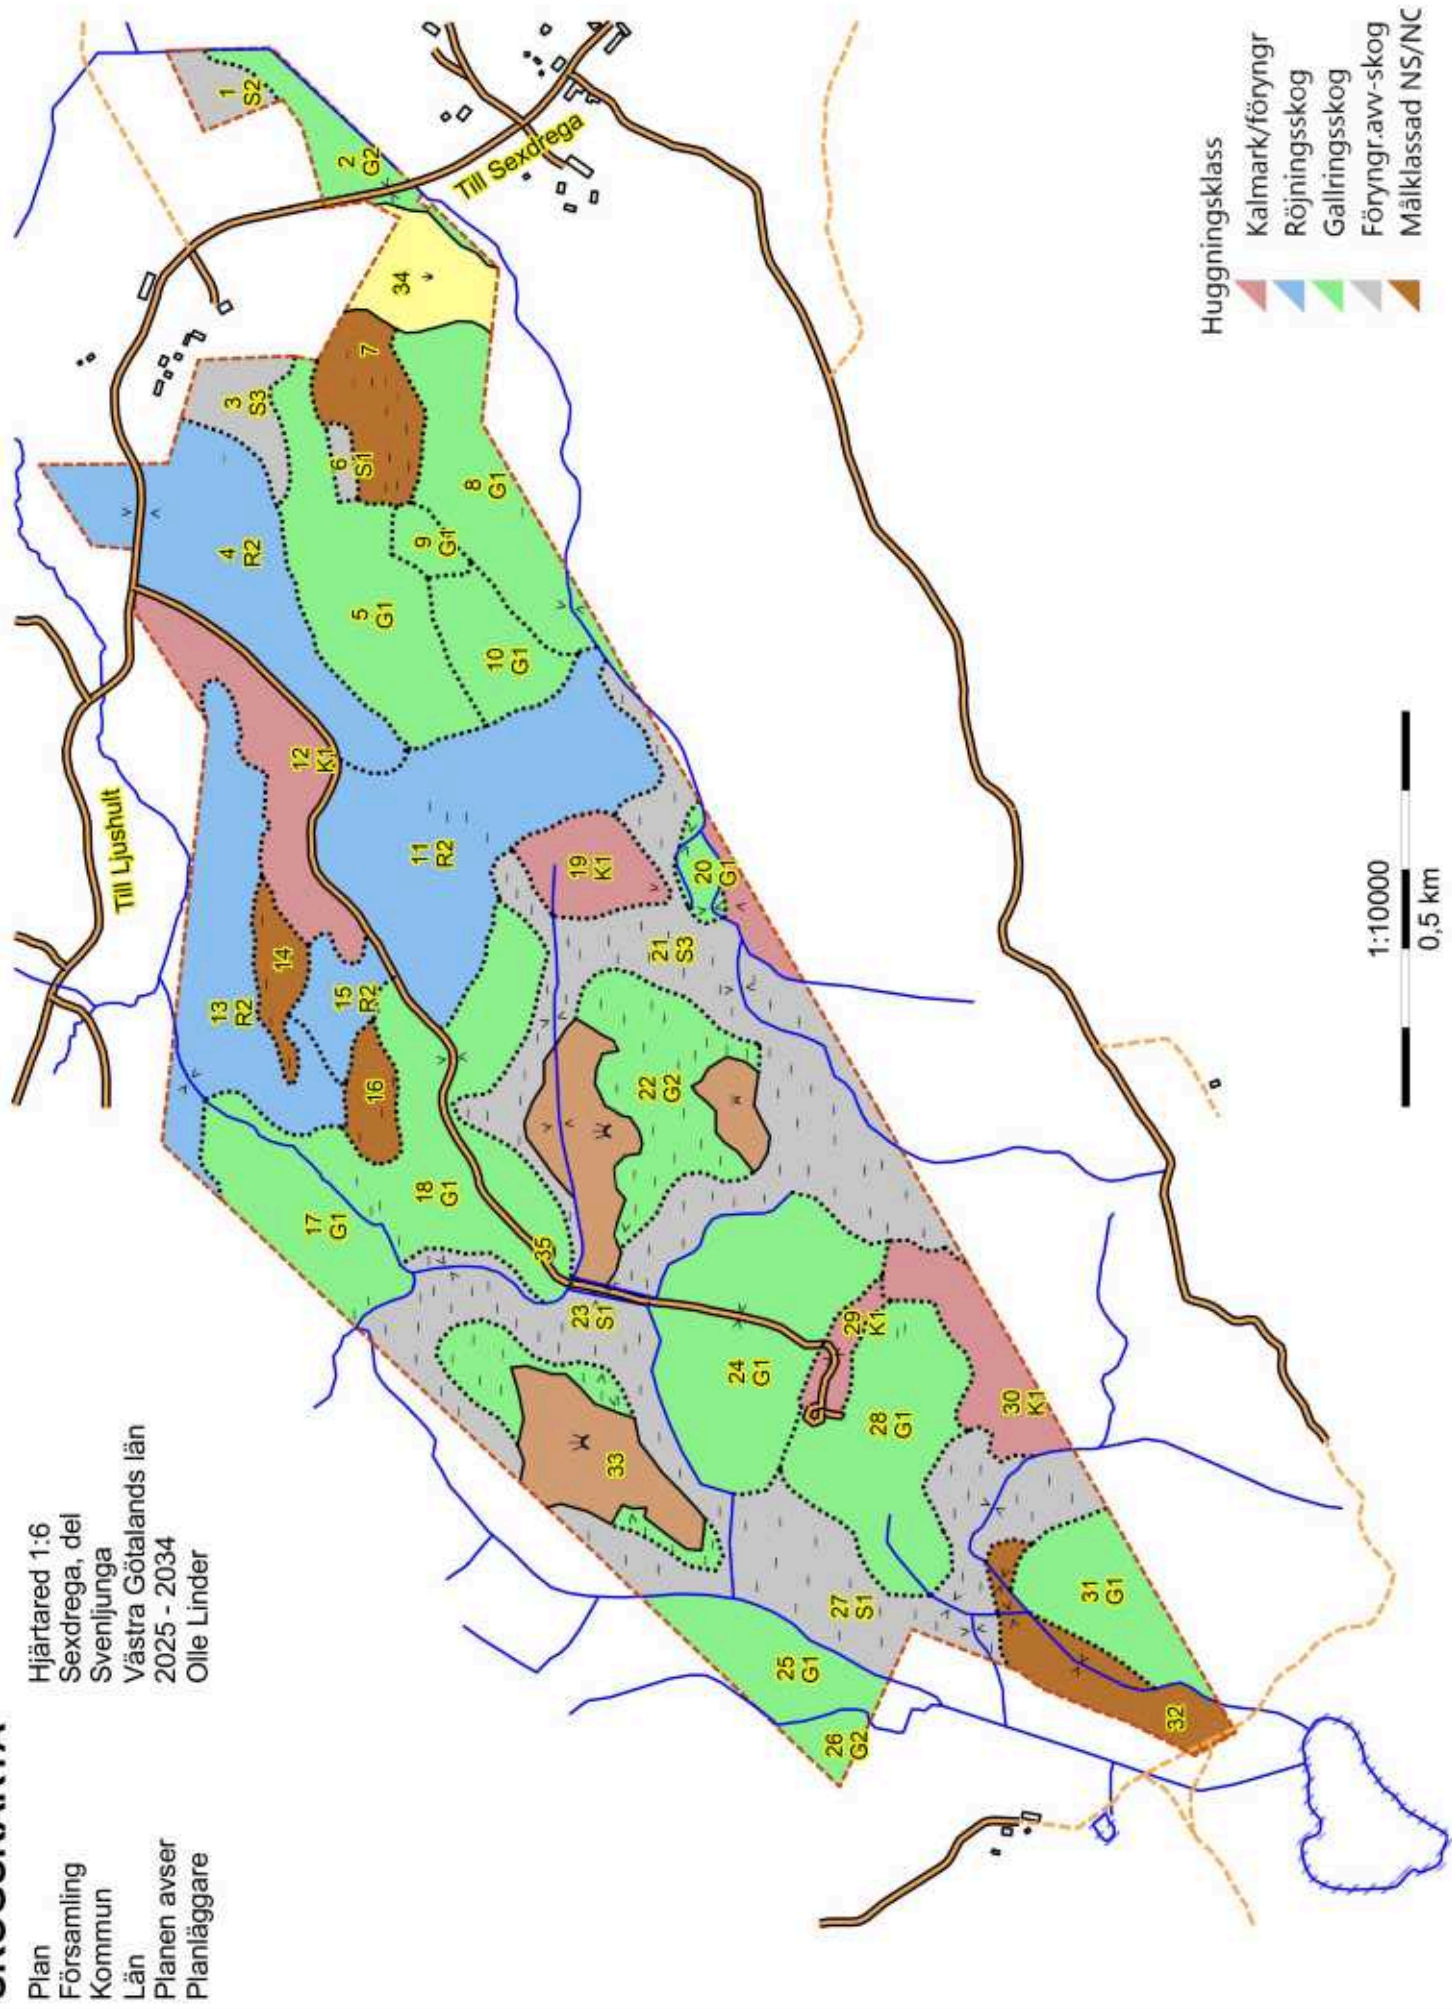 Plan Hjärtared 1:6
Församling Sexdrega, del
Kommun Svenljunga
Län Västra Götalands län
Planen avser 2025 - 2034
Planläggare Olle Linder
Till Ljushult
Till Sexdrega
1
S2
2
G2
3
S3
4
R2
5
G1
6
S1
7
8
G1
9
G1
10
G1
11
R2
12
K1
13
R2
14
15
R2
16
17
G1
18
G1
19
K1
20
G1
21
S3
22
G2
23
S1
24
G1
25
G1
26
G2
27
S1
28
G1
29
K1
30
K1
31
G1
32
33
34
35
1:10000
0,5 km
Huggningsklass
Kalmark/föryngr
Röjningsskog
Gallringsskog
Föryngr.avv-skog
Målklassad NS/NC